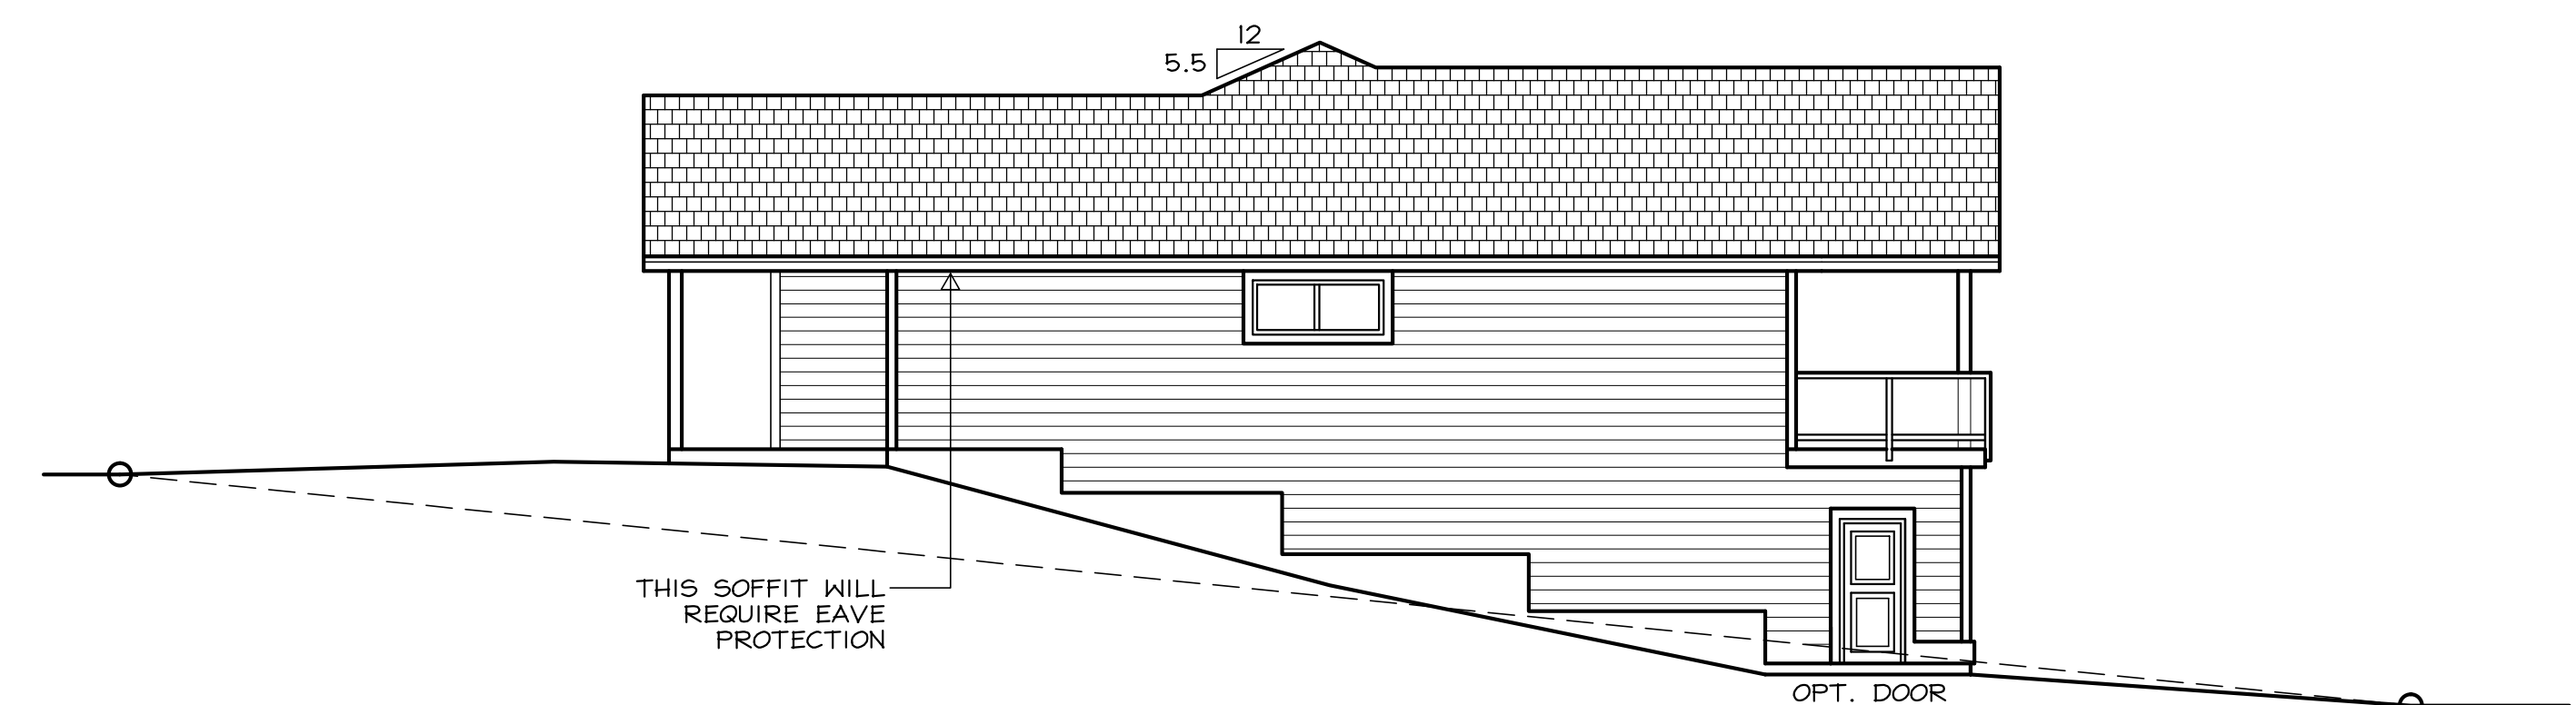 12
5.5
THIS SOFFIT WILL
REQUIRE EAVE
PROTECTION
OPT. DOOR